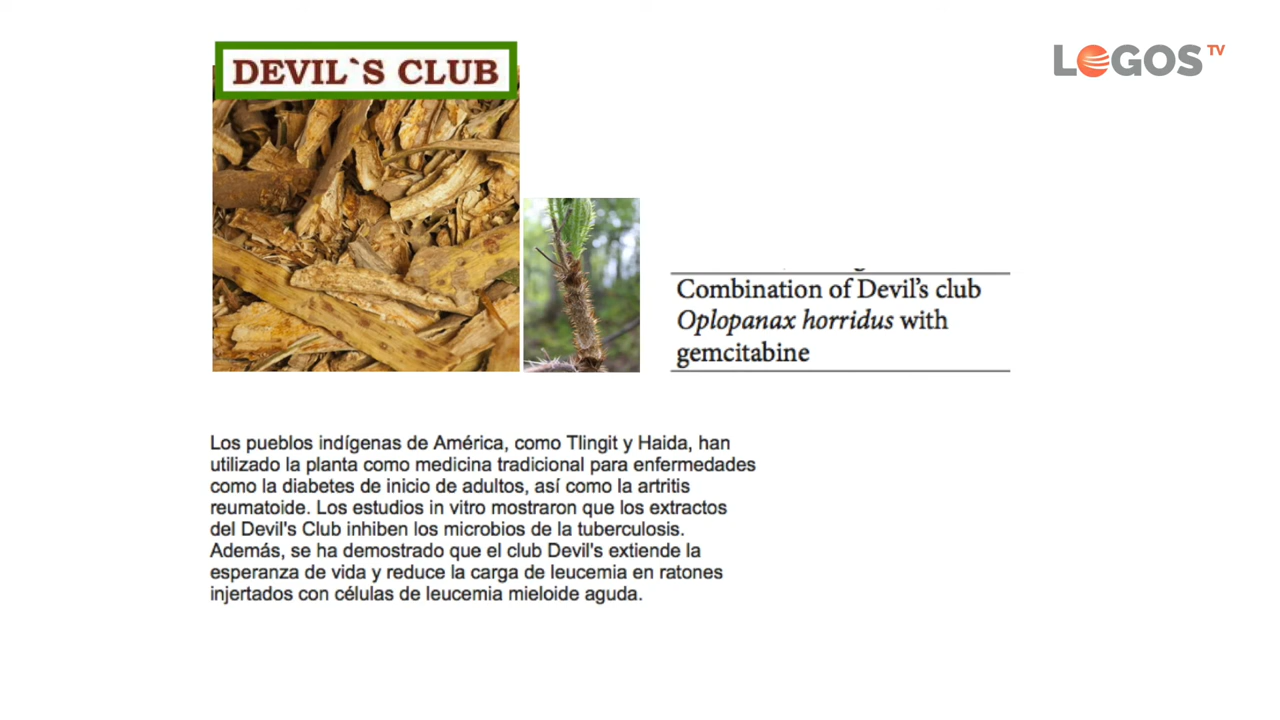 DEVIL`S CLUB
LOGOS TV
Combination of Devil's club
Oplopanax horridus with
gemcitabine
Los pueblos indígenas de América, como Tlingit y Haida, han
utilizado la planta como medicina tradicional para enfermedades
como la diabetes de inicio de adultos, así como la artritis
reumatoide. Los estudios in vitro mostraron que los extractos
del Devil's Club inhiben los microbios de la tuberculosis.
Además, se ha demostrado que el club Devil's extiende la
esperanza de vida y reduce la carga de leucemia en ratones
injertados con células de leucemia mieloide aguda.